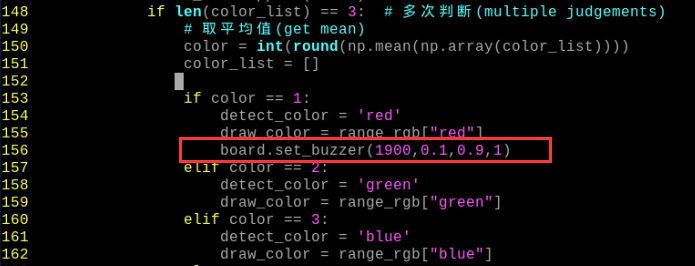 148 if len(color_list) == 3: # 多次判断(multiple judgements)
149 # 取平均值(get mean)
150 color = int(round(np.mean(np.array(color_list))))
151 color_list = []
152
153 if color == 1:
154 detect_color = 'red'
155 draw_color = range_rgb["red"]
156 board.set_buzzer(1900,0.1,0.9,1)
157 elif color == 2:
158 detect_color = 'green'
159 draw_color = range_rgb["green"]
160 elif color == 3:
161 detect_color = 'blue'
162 draw_color = range_rgb["blue"]